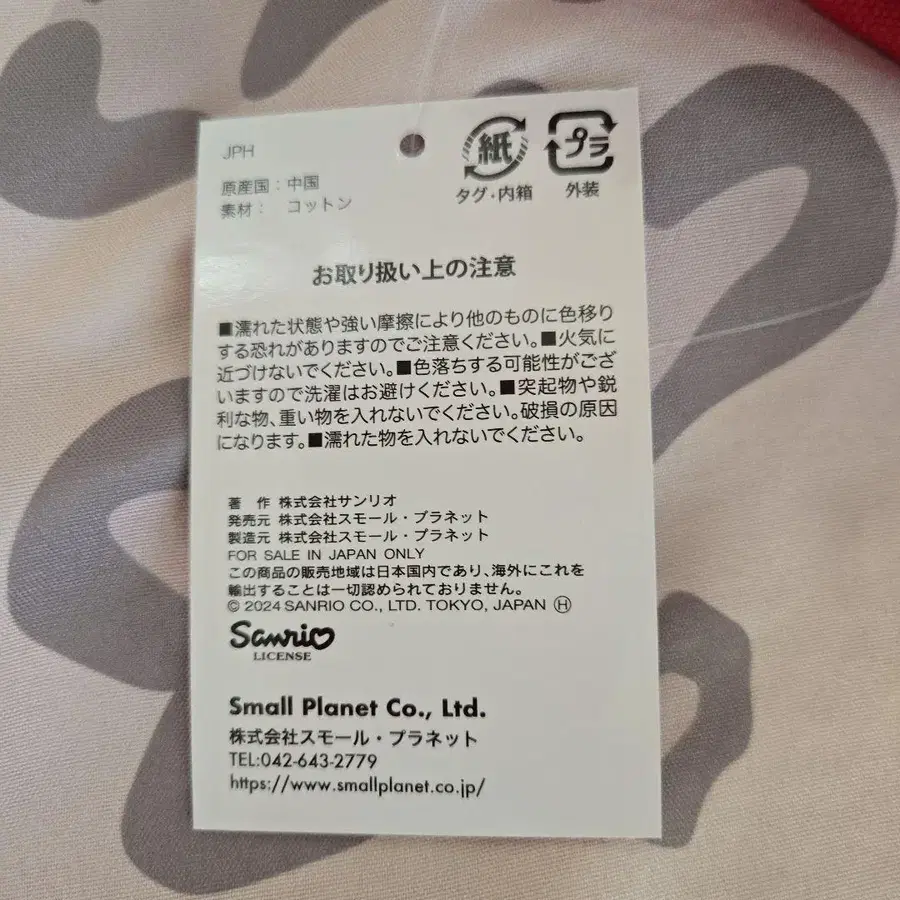 JPH
原産国：中国
素材： コットン
紙
タグ・内箱
プラ
外装
お取り扱い上の注意
■濡れた状態や強い摩擦により他のものに色移り
する恐れがありますのでご注意ください。■火気に
近づけないでください。■色落ちする可能性がござ
いますので洗濯はお避けください。■突起物や鋭
利な物、重い物を入れないでください。破損の原因
になります。■濡れた物を入れないでください。
著　作 株式会社サンリオ
発売元 株式会社スモール・プラネット
製造元 株式会社スモール・プラネット
FOR SALE IN JAPAN ONLY
この商品の販売地域は日本国内であり、海外にこれを
輸出することは一切認められておりません。
© 2024 SANRIO CO., LTD. TOKYO, JAPAN Ⓗ
Sanrio
LICENSE
Small Planet Co., Ltd.
株式会社スモール・プラネット
TEL:042-643-2779
https://www.smallplanet.co.jp/